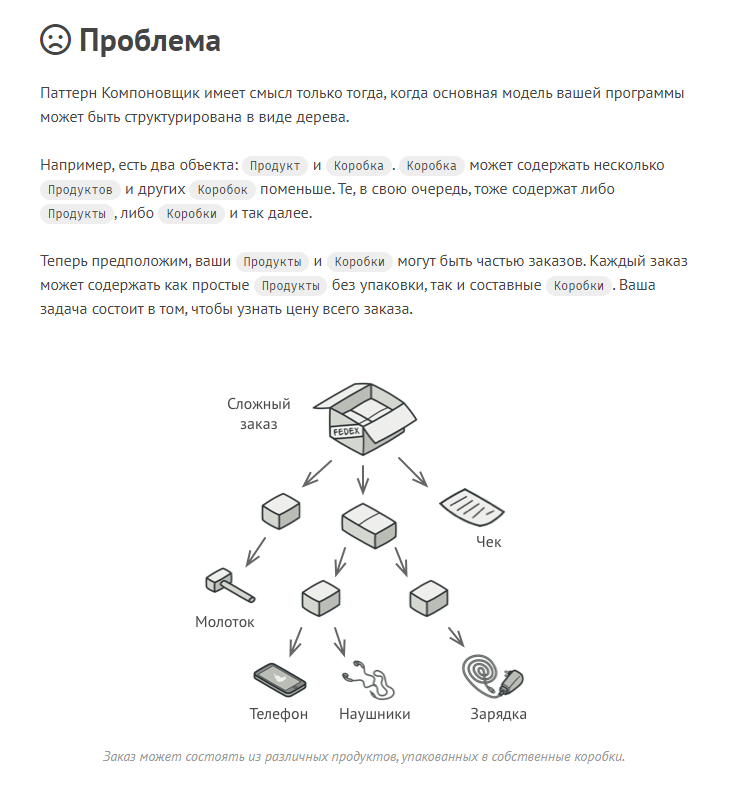 Проблема
Паттерн Компоновщик имеет смысл только тогда, когда основная модель вашей программы
может быть структурирована в виде дерева.
Например, есть два объекта: Продукт и Коробка. Коробка может содержать несколько
Продуктов и других Коробок поменьше. Те, в свою очередь, тоже содержат либо
Продукты, либо Коробки и так далее.
Теперь предположим, ваши Продукты и Коробки могут быть частью заказов. Каждый заказ
может содержать как простые Продукты без упаковки, так и составные Коробки. Ваша
задача состоит в том, чтобы узнать цену всего заказа.
Сложный
заказ
FEDEX
Чек
Молоток
Телефон
Наушники
Зарядка
Заказ может состоять из различных продуктов, упакованных в собственные коробки.